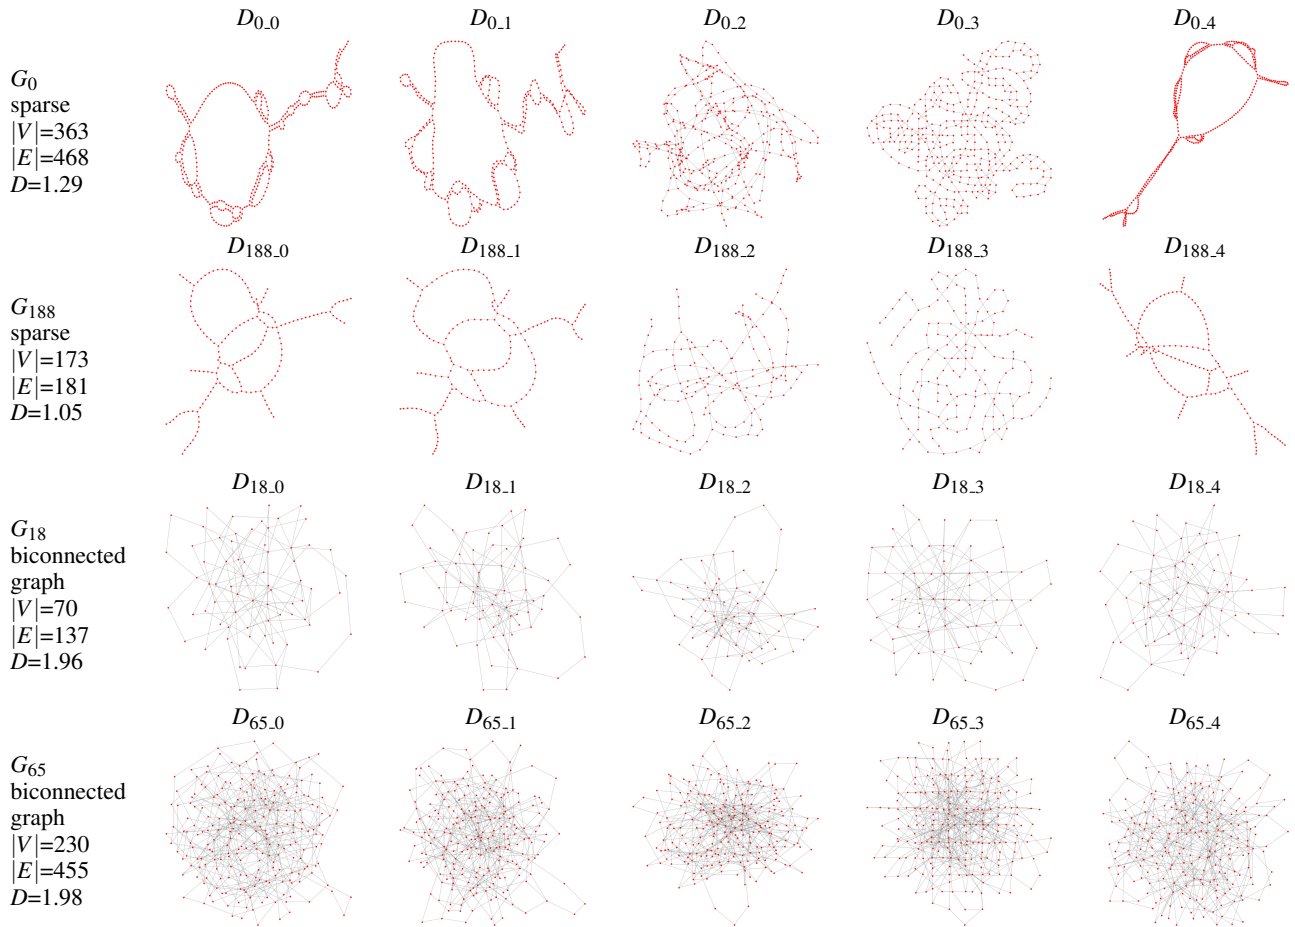 D0_0 D0_1 D0_2 D0_3 D0_4
G0
sparse
|V|=363
|E|=468
D=1.29
D188_0 D188_1 D188_2 D188_3 D188_4
G188
sparse
|V|=173
|E|=181
D=1.05
D18_0 D18_1 D18_2 D18_3 D18_4
G18
biconnected
graph
|V|=70
|E|=137
D=1.96
D65_0 D65_1 D65_2 D65_3 D65_4
G65
biconnected
graph
|V|=230
|E|=455
D=1.98